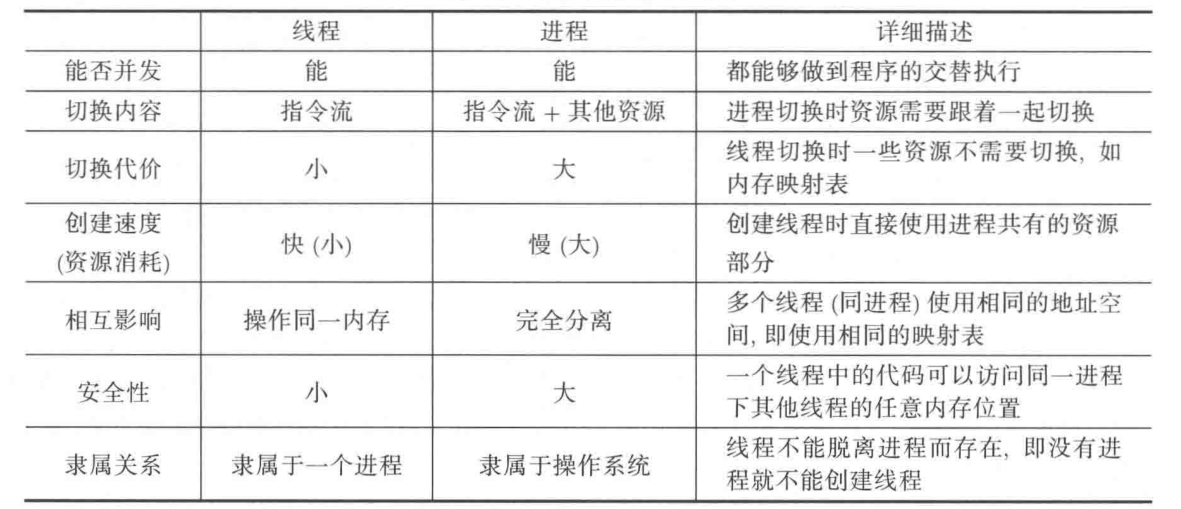 线程 进程 详细描述
能否并发 能 能 都能够做到程序的交替执行
切换内容 指令流 指令流 + 其他资源 进程切换时资源需要跟着一起切换
切换代价 小 大 线程切换时一些资源不需要切换, 如
内存映射表
创建速度
(资源消耗) 快 (小) 慢 (大) 创建线程时直接使用进程共有的资源
部分
相互影响 操作同一内存 完全分离 多个线程 (同进程) 使用相同的地址空
间, 即使用相同的映射表
安全性 小 大 一个线程中的代码可以访问同一进程
下其他线程的任意内存位置
隶属关系 隶属于一个进程 隶属于操作系统 线程不能脱离进程而存在, 即没有进
程就不能创建线程